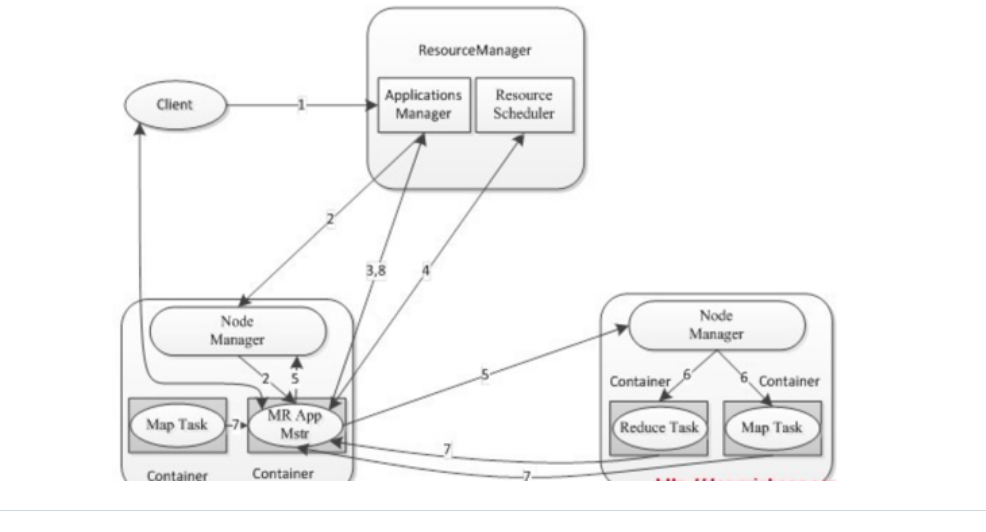 ResourceManager
Client
1
Applications
Manager
Resource
Scheduler
2
3,8
4
Node
Manager
2
5
Map Task
7
MR App
Mstr
Container
Container
5
Node
Manager
Container
6
6
Container
Reduce Task
Map Task
7
7